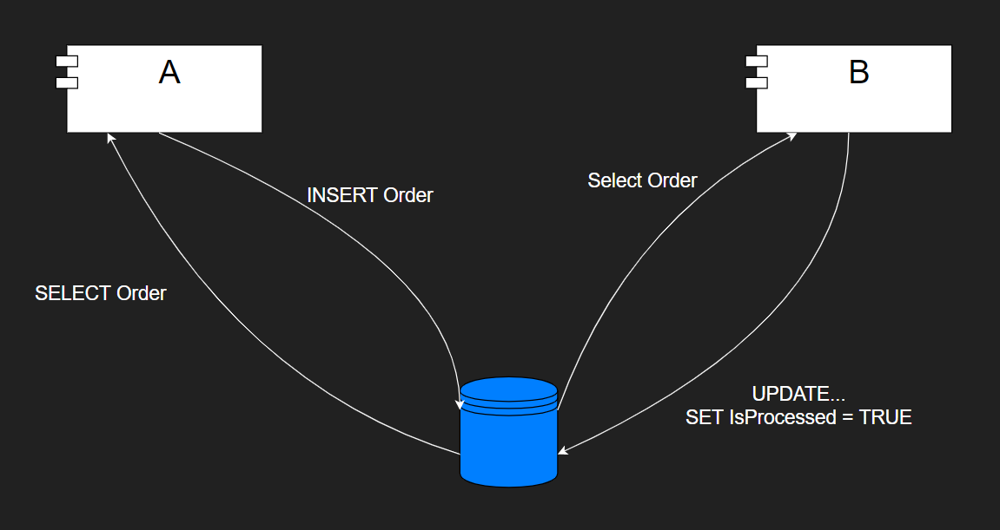 A
B
INSERT Order
Select Order
SELECT Order
UPDATE...
SET IsProcessed = TRUE